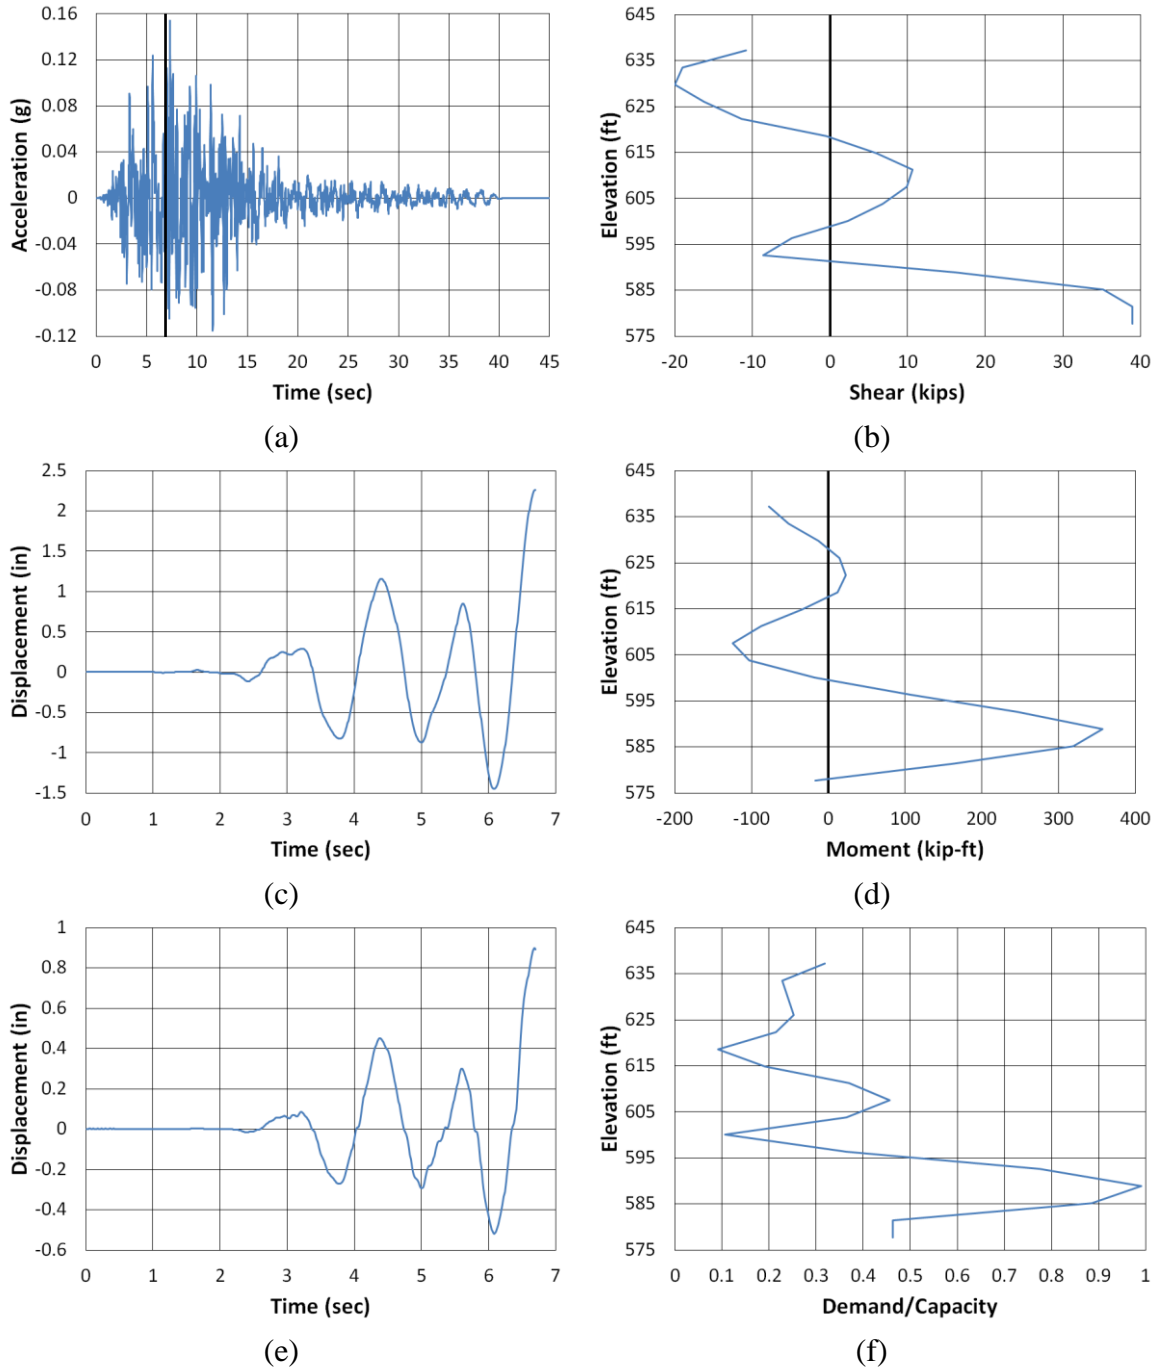 0.16
0.12
0.08
0.04
0
-0.04
-0.08
-0.12
Acceleration (g)
0 5 10 15 20 25 30 35 40 45
Time (sec)
(a)
645
635
625
615
605
595
585
575
Elevation (ft)
-20 -10 0 10 20 30 40
Shear (kips)
(b)
2.5
2
1.5
1
0.5
0
-0.5
-1
-1.5
Displacement (in)
0 1 2 3 4 5 6 7
Time (sec)
(c)
645
635
625
615
605
595
585
575
Elevation (ft)
-200 -100 0 100 200 300 400
Moment (kip-ft)
(d)
1
0.8
0.6
0.4
0.2
0
-0.2
-0.4
-0.6
Displacement (in)
0 1 2 3 4 5 6 7
Time (sec)
(e)
645
635
625
615
605
595
585
575
Elevation (ft)
0 0.1 0.2 0.3 0.4 0.5 0.6 0.7 0.8 0.9 1
Demand/Capacity
(f)